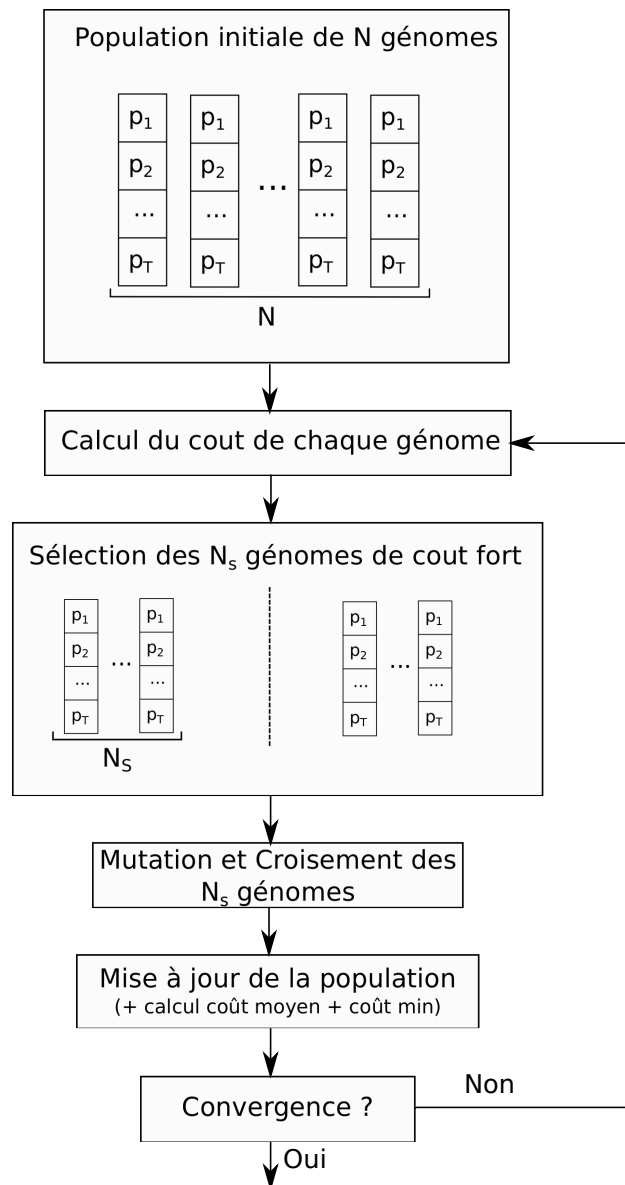 Population initiale de N génomes
p1 p1 p1 p1
p2 p2 ... p2 p2
... ... ... ...
pT pT pT pT
N
Calcul du cout de chaque génome
Sélection des Ns génomes de cout fort
p1 p1 p1 p1
p2 ... p2 p2 ... p2
... ... ... ...
pT pT pT pT
NS
Mutation et Croisement des
Ns génomes
Mise à jour de la population
(+ calcul coût moyen + coût min)
Non
Convergence ?
Oui